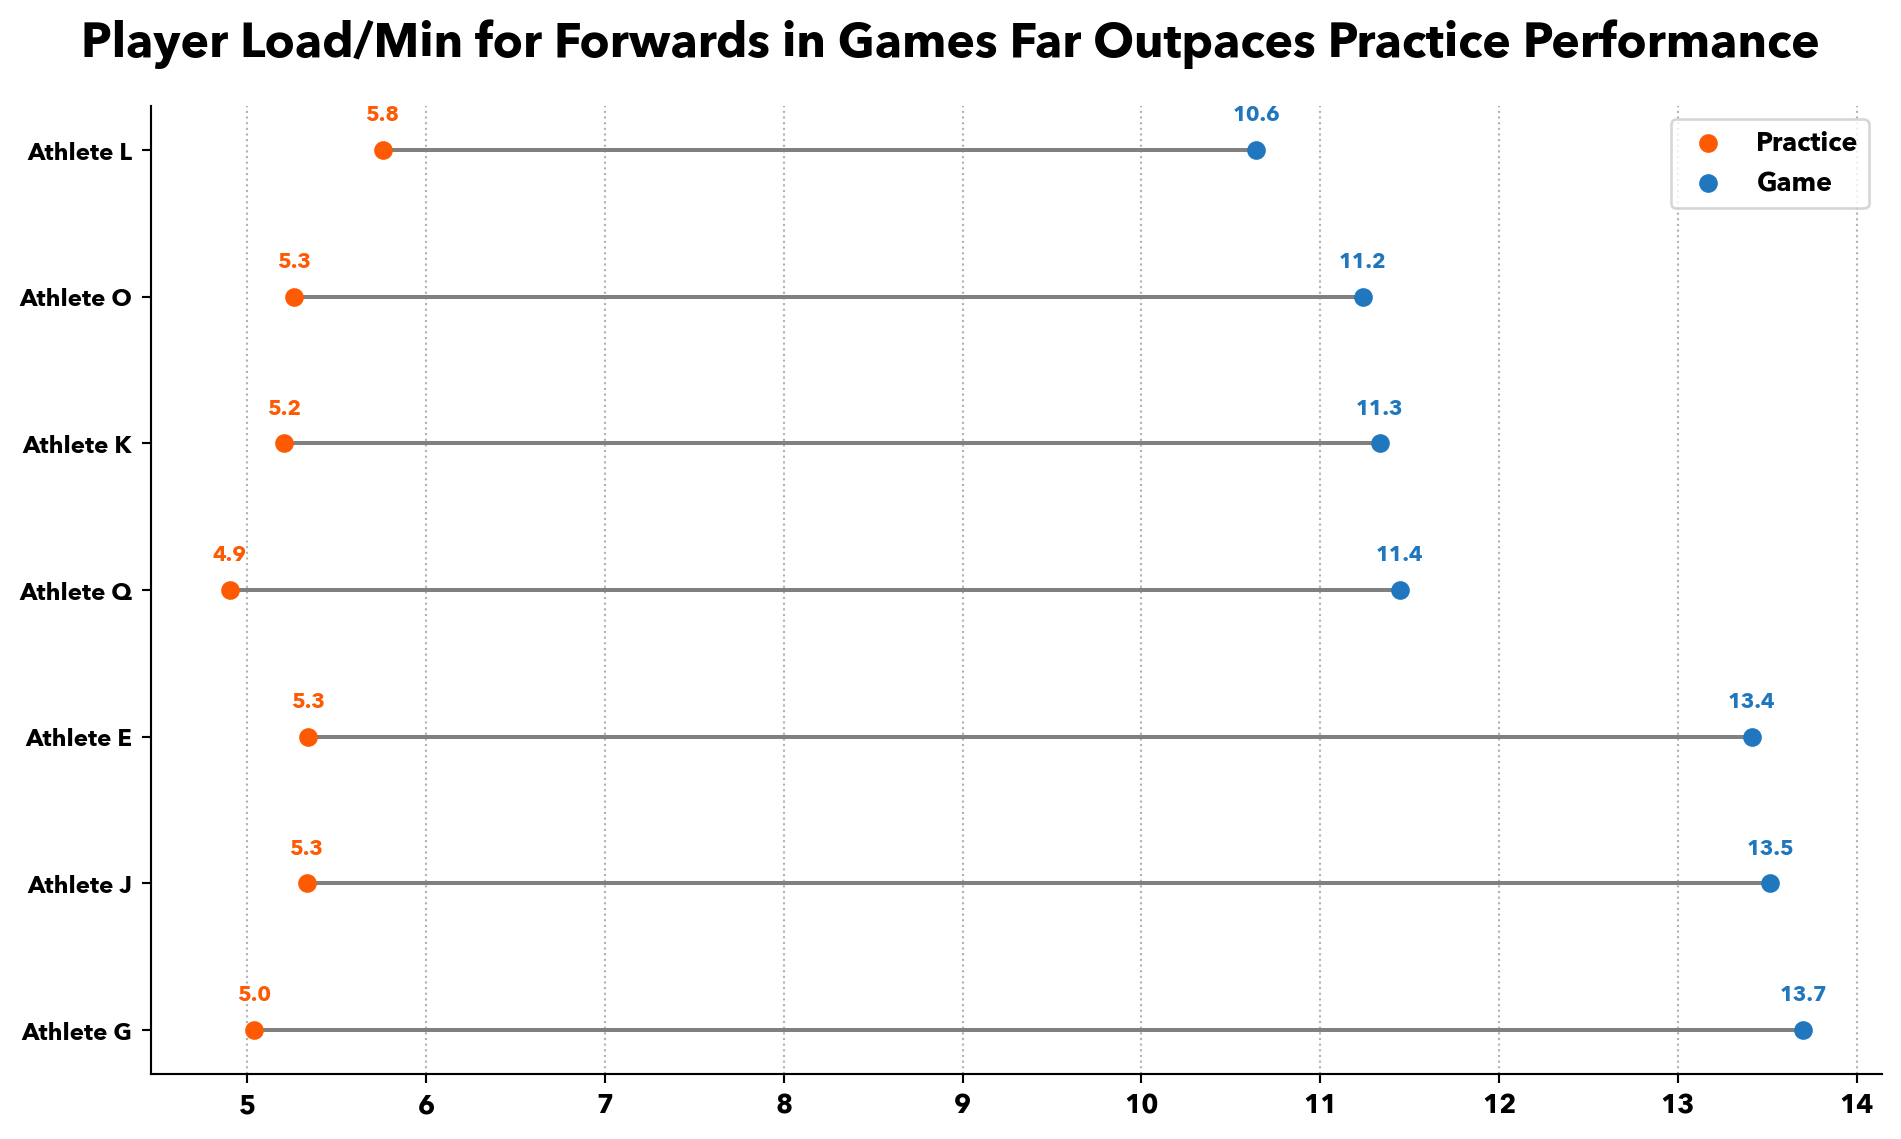 Player Load/Min for Forwards in Games Far Outpaces Practice Performance
5.8 10.6
Athlete L
Practice
Game
5.3 11.2
Athlete O
5.2 11.3
Athlete K
4.9 11.4
Athlete Q
5.3 13.4
Athlete E
5.3 13.5
Athlete J
5.0 13.7
Athlete G
5 6 7 8 9 10 11 12 13 14